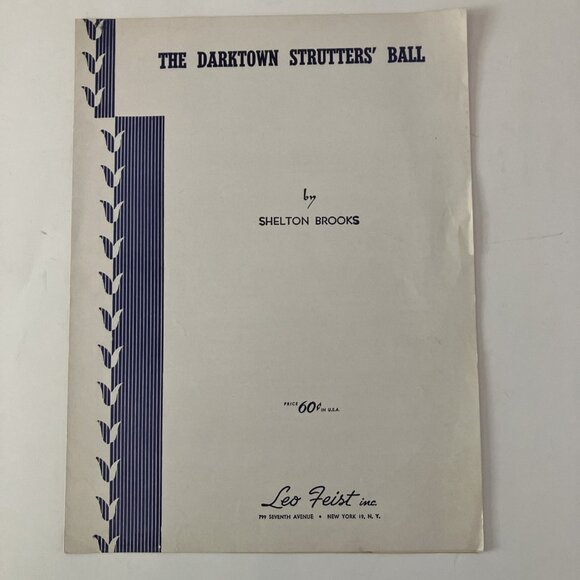 THE DARKTOWN STRUTTERS' BALL
by
SHELTON BROOKS
PRICE 60¢ IN U.S.A.
Leo Feist inc.
799 SEVENTH AVENUE • NEW YORK 19, N. Y.